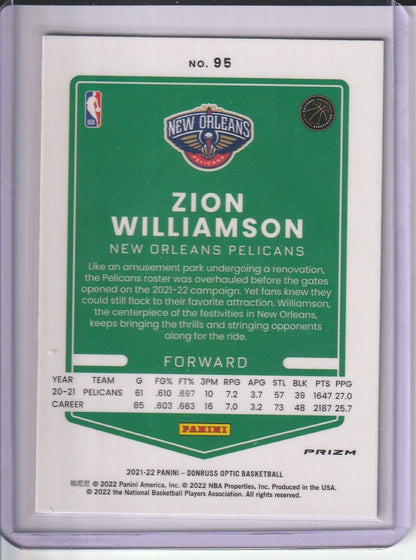 NO. 95
NBA
NEW ORLEANS
PELICANS
ZION
WILLIAMSON
NEW ORLEANS PELICANS
Like an amusement park undergoing a renovation,
the Pelicans roster was overhauled before the gates
opened on the 2021-22 campaign. Yet fans knew they
could still flock to their favorite attraction. Williamson,
the centerpiece of the festivities in New Orleans,
keeps bringing the thrills and stringing opponents
along for the ride.
FORWARD
YEAR TEAM G FG% FT% 3PM RPG APG STL BLK PTS PPG
20-21 PELICANS 61 .610 .697 10 7.2 3.7 57 39 1647 27.0
CAREER 85 .603 .683 16 7.0 3.2 73 48 2187 25.7
PANINI
PRIZM
2021-22 PANINI - DONRUSS OPTIC BASKETBALL
帕尼尼 © 2022 Panini America, Inc. © 2022 NBA Properties, Inc. Produced in the USA.
© 2022 the National Basketball Players Association. All rights reserved.